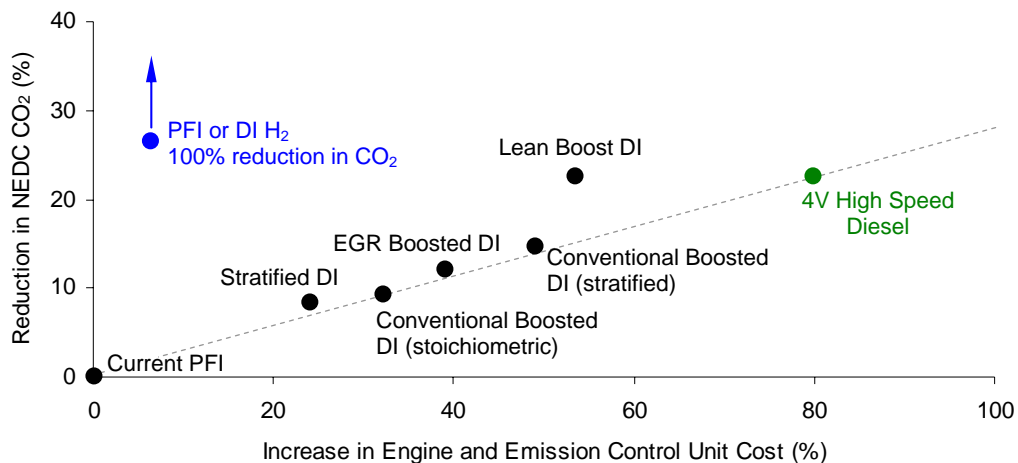 Reduction in NEDC CO₂ (%)
40
30
20
10
0
PFI or DI H₂
100% reduction in CO₂
Lean Boost DI
4V High Speed
Diesel
EGR Boosted DI
Conventional Boosted
DI (stratified)
Stratified DI
Conventional Boosted
DI (stoichiometric)
Current PFI
0
20
40
60
80
100
Increase in Engine and Emission Control Unit Cost (%)